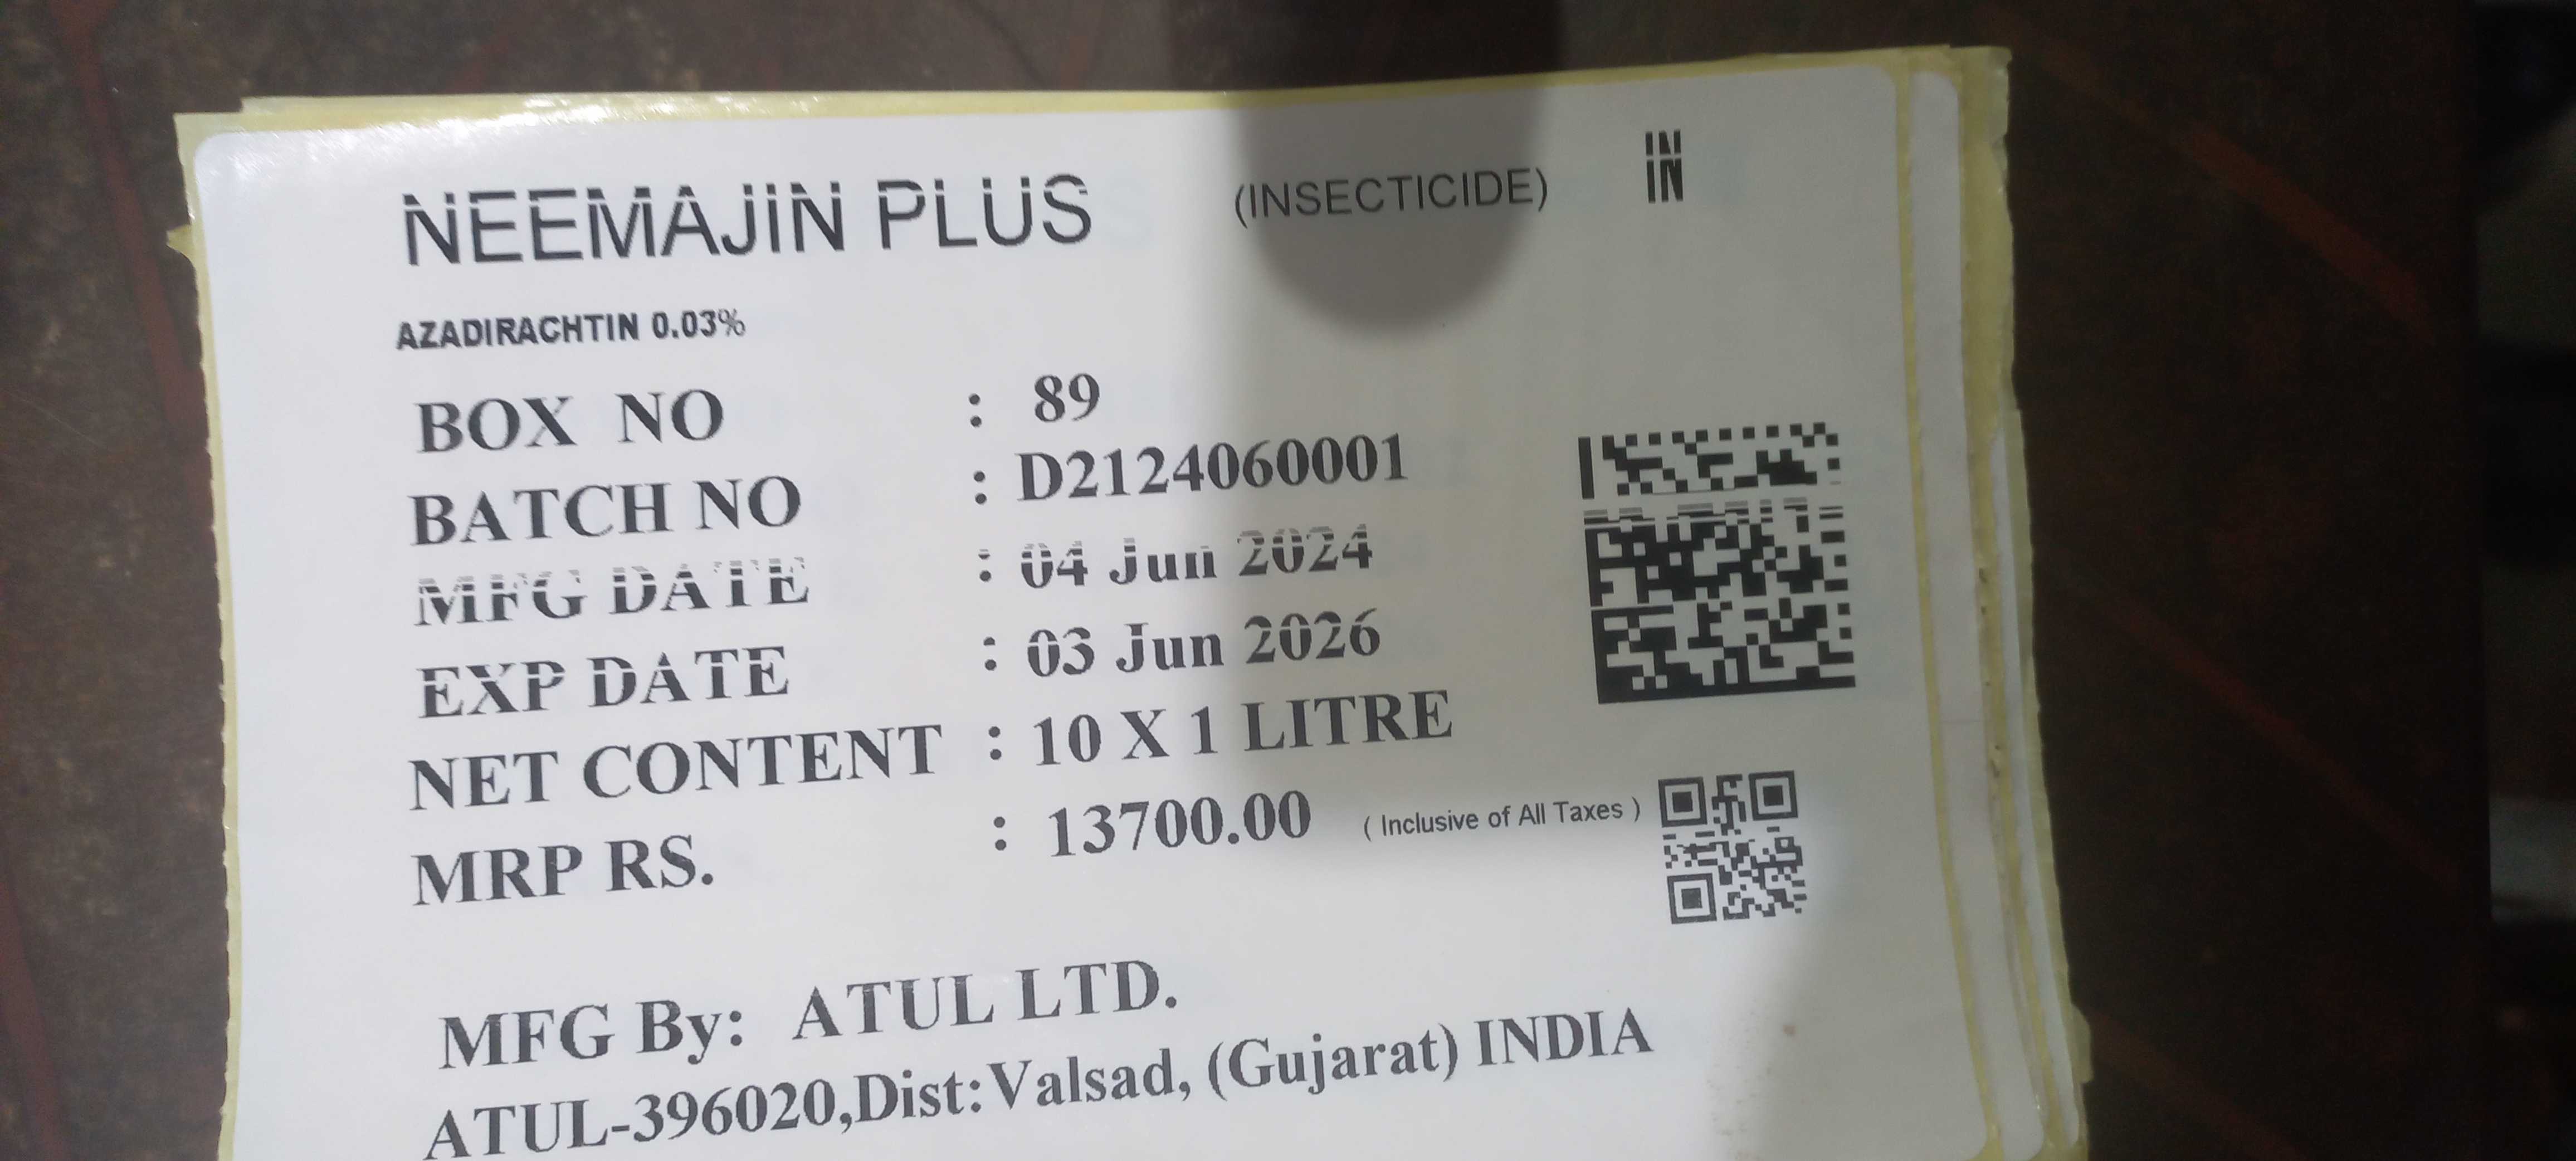 NEEMAJIN PLUS (INSECTICIDE) IN
AZADIRACHTIN 0.03%
BOX NO : 89
BATCH NO : D2124060001
MFG DATE : 04 Jun 2024
EXP DATE : 03 Jun 2026
NET CONTENT : 10 X 1 LITRE
MRP RS. : 13700.00 ( Inclusive of All Taxes )
MFG By: ATUL LTD.
ATUL-396020,Dist:Valsad, (Gujarat) INDIA